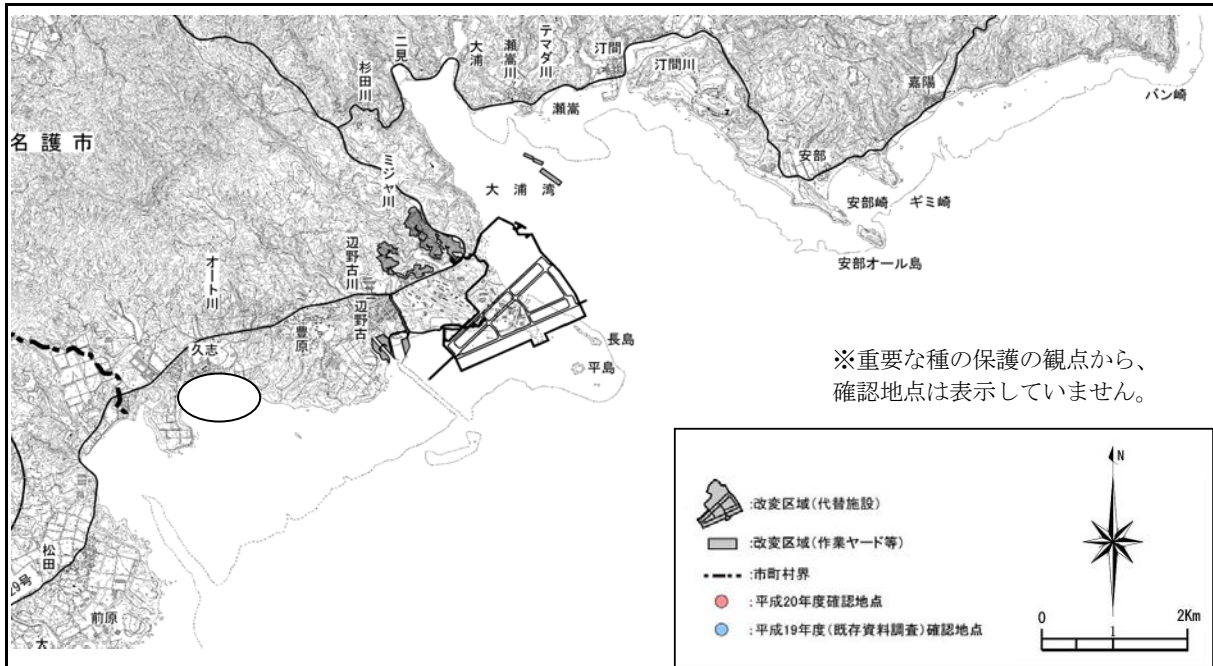 二見
大浦
瀬嵩川
テマダ川
汀間
汀間川
杉田川
瀬嵩
嘉陽
バン崎
名護市
ミジャ川
大浦湾
安部
安部崎
ギミ崎
安部オール島
辺野古川
オート川
辺野古
豊原
久志
長島
平島
※重要な種の保護の観点から、
確認地点は表示していません。
:改変区域(代替施設)
:改変区域(作業ヤード等)
:市町村界
:平成20年度確認地点
:平成19年度(既存資料調査)確認地点
N
0 1 2Km
松田
29号
前原
大